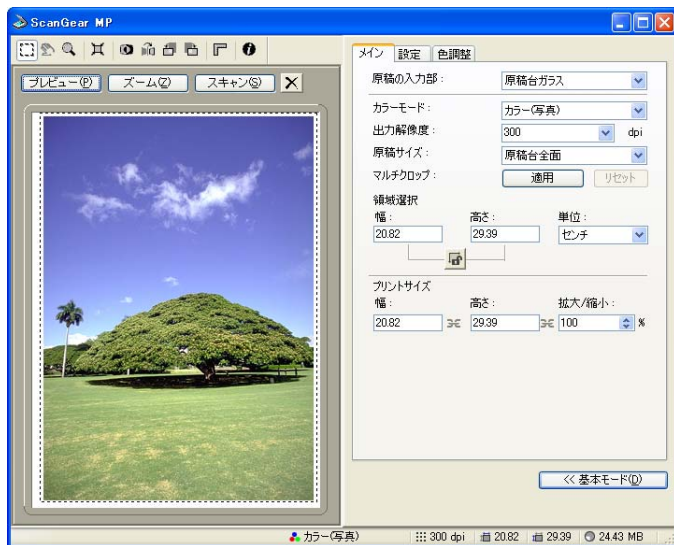 ScanGear MP
プレビュー(P) ズーム(Z) スキャン(S)
メイン 設定 色調整
原稿の入力部 : 原稿台ガラス
カラーモード : カラー(写真)
出力解像度 : 300 dpi
原稿サイズ : 原稿台全面
マルチクロップ : 適用 リセット
領域選択
幅 : 高さ : 単位 :
20.82 29.39 センチ
プリントサイズ
幅 : 高さ : 拡大/縮小 :
20.82 29.39 100 %
<< 基本モード(D)
カラー(写真) 300 dpi 20.82 29.39 24.43 MB